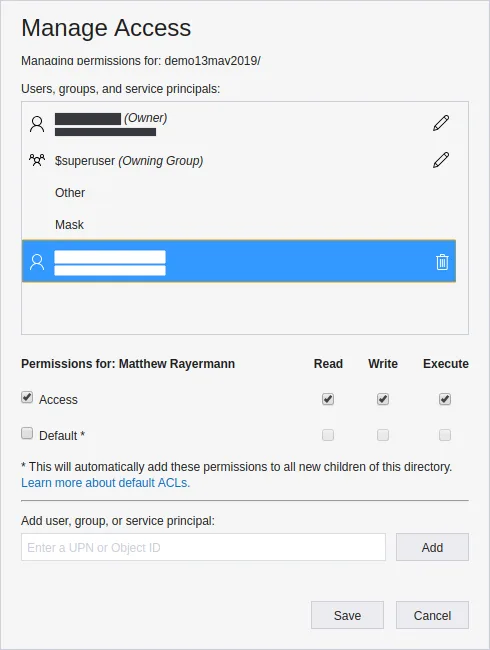 Manage Access
Managing permissions for: demo13may2019/
Users, groups, and service principals:
(Owner)
$superuser (Owning Group)
Other
Mask
Permissions for: Matthew Rayermann Read Write Execute
Access
Default *
* This will automatically add these permissions to all new children of this directory.
Learn more about default ACLs.
Add user, group, or service principal:
Enter a UPN or Object ID
Add
Save
Cancel